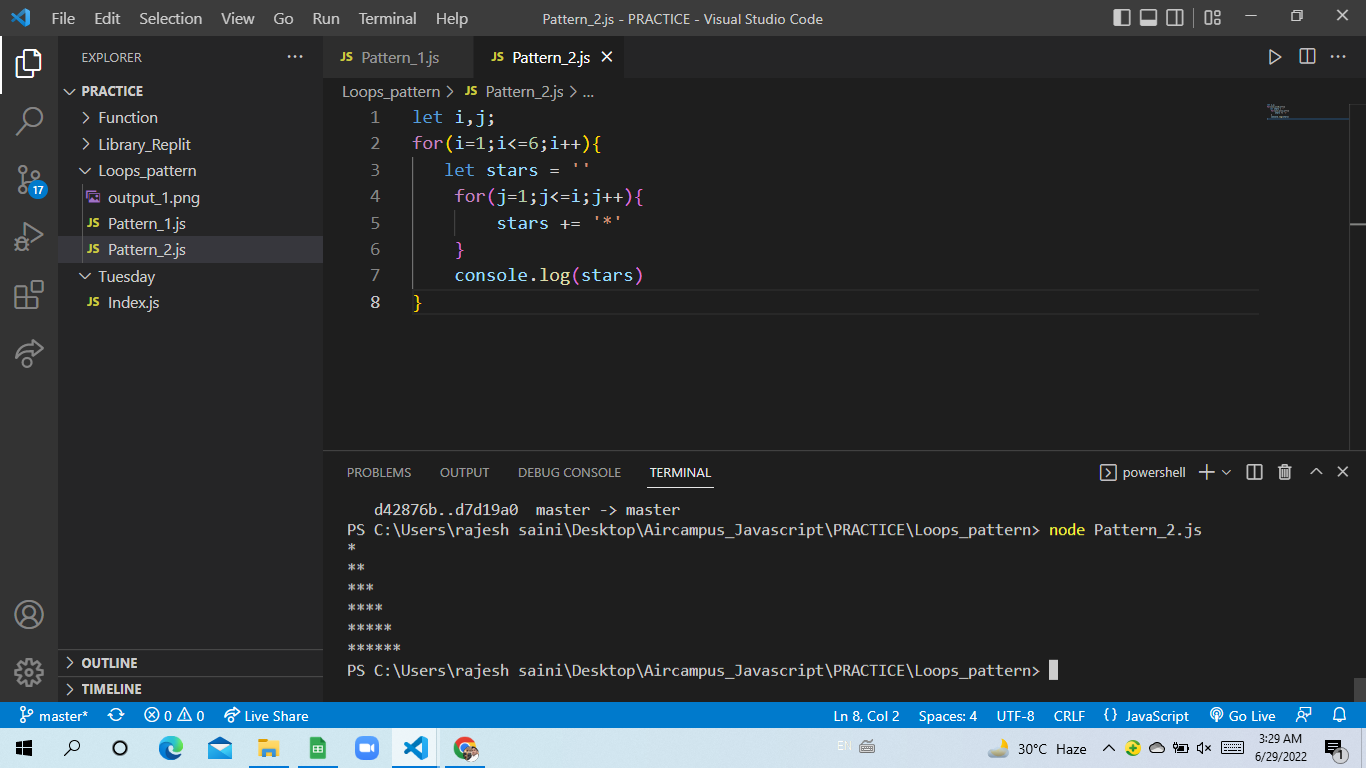 File Edit Selection View Go Run Terminal Help Pattern_2.js - PRACTICE - Visual Studio Code
EXPLORER ...
PRACTICE
Function
Library_Replit
Loops_pattern
output_1.png
JS Pattern_1.js
JS Pattern_2.js
Tuesday
JS Index.js
17
OUTLINE
TIMELINE
JS Pattern_1.js JS Pattern_2.js
Loops_pattern > JS Pattern_2.js > ...
1 let i,j;
2 for(i=1;i<=6;i++){
3 let stars = ''
4 for(j=1;j<=i;j++){
5 stars += '*'
6 }
7 console.log(stars)
8 }
PROBLEMS OUTPUT DEBUG CONSOLE TERMINAL powershell
d42876b..d7d19a0 master -> master
PS C:\Users\rajesh saini\Desktop\Aircampus_Javascript\PRACTICE\Loops_pattern> node Pattern_2.js
*
**
***
****
*****
******
PS C:\Users\rajesh saini\Desktop\Aircampus_Javascript\PRACTICE\Loops_pattern>
master* 0 0 Live Share Ln 8, Col 2 Spaces: 4 UTF-8 CRLF {} JavaScript Go Live
EN 30°C Haze 3:29 AM
6/29/2022 1